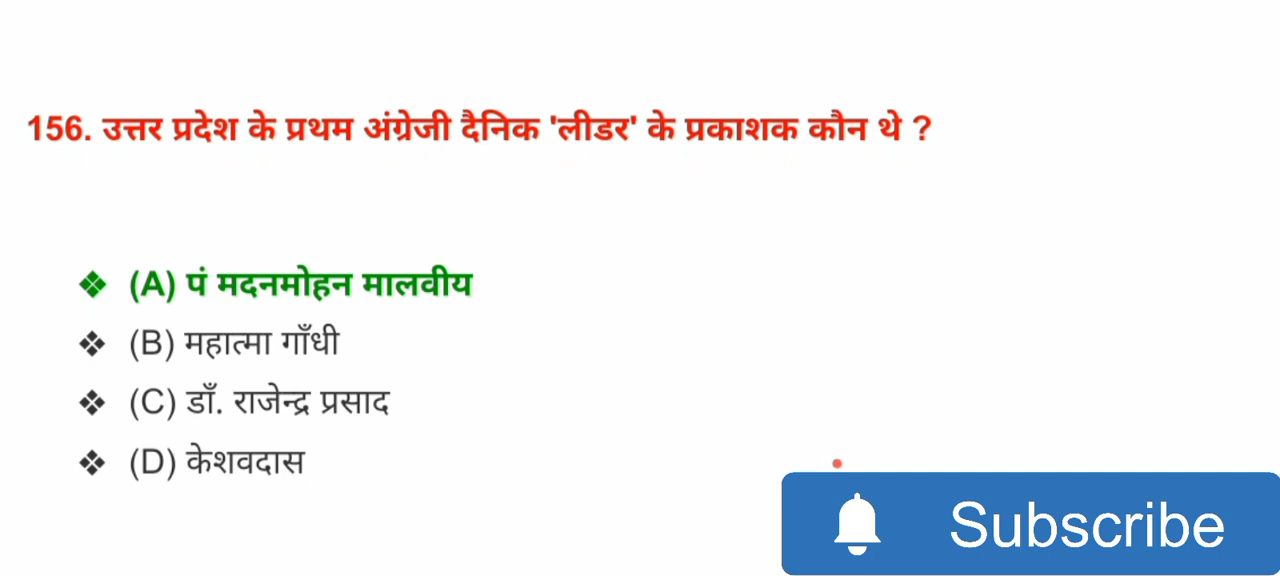 156. उत्तर प्रदेश के प्रथम अंग्रेजी दैनिक 'लीडर' के प्रकाशक कौन थे ?
❖ (A) पं मदनमोहन मालवीय
❖ (B) महात्मा गाँधी
❖ (C) डॉ. राजेन्द्र प्रसाद
❖ (D) केशवदास
Subscribe